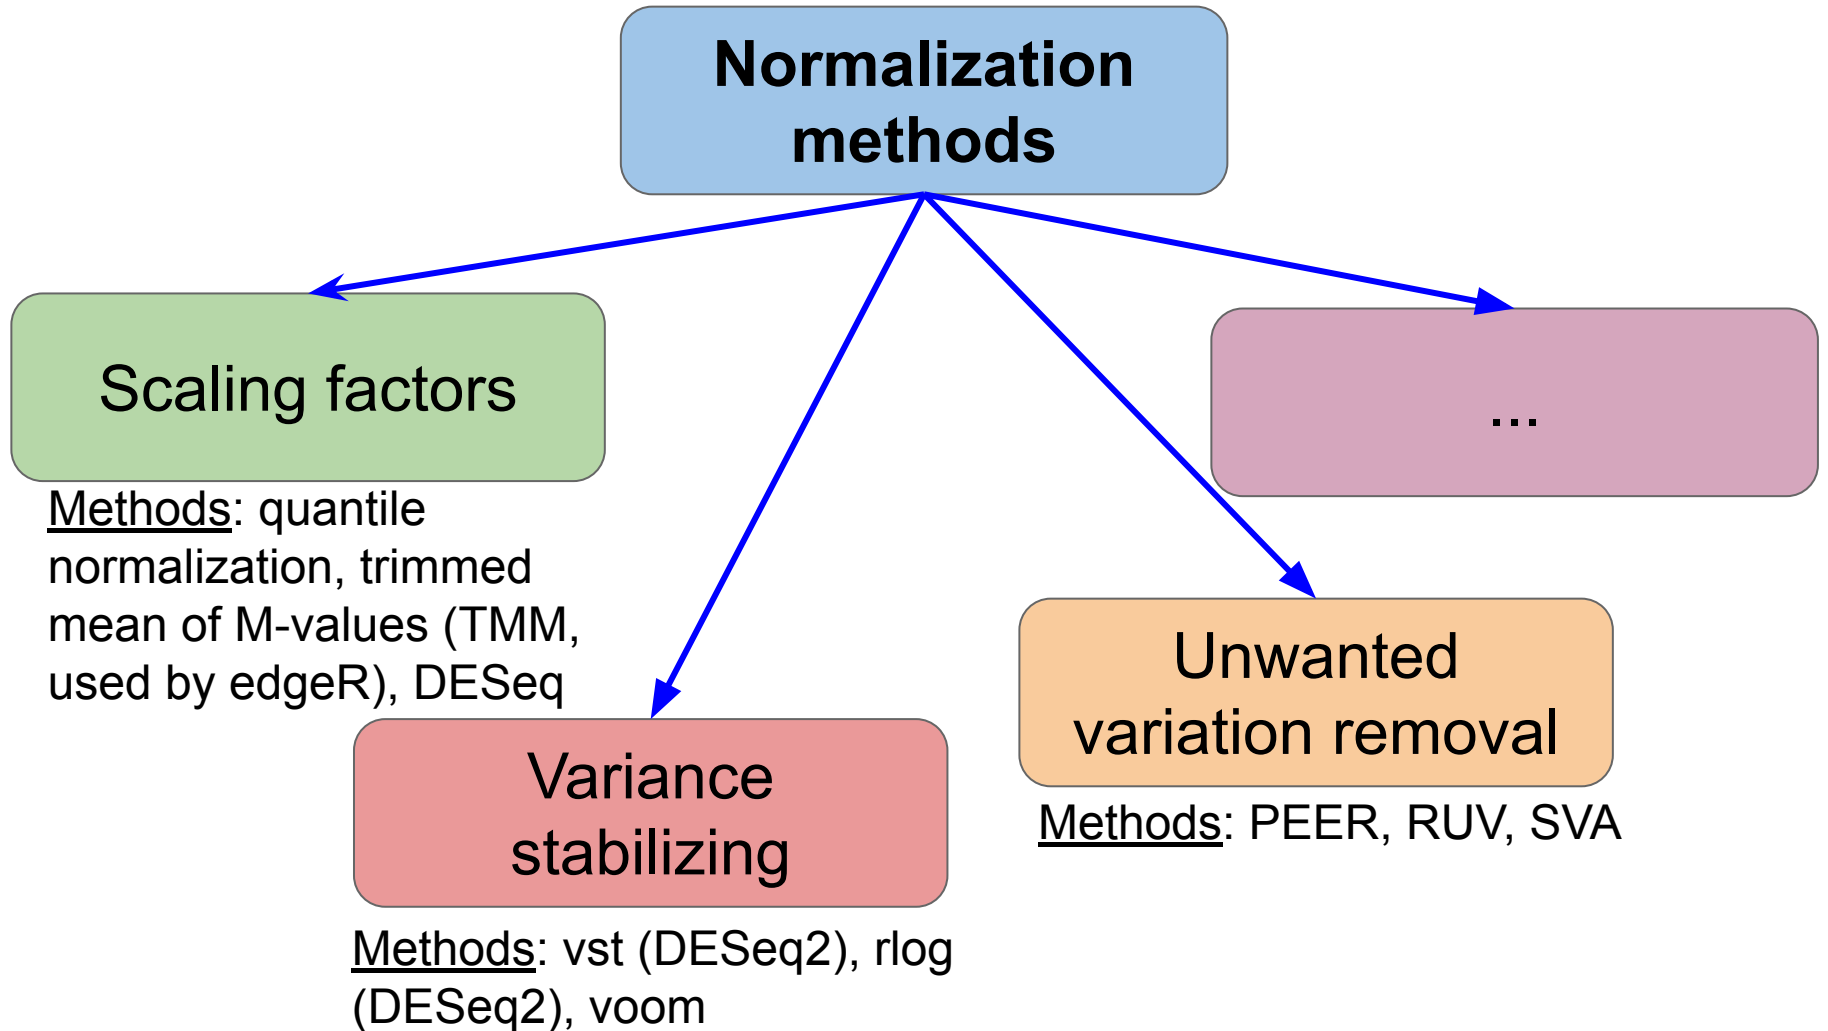 Normalization
methods
Scaling factors
Methods: quantile
normalization, trimmed
mean of M-values (TMM,
used by edgeR), DESeq
...
Unwanted
variation removal
Methods: PEER, RUV, SVA
Variance
stabilizing
Methods: vst (DESeq2), rlog
(DESeq2), voom